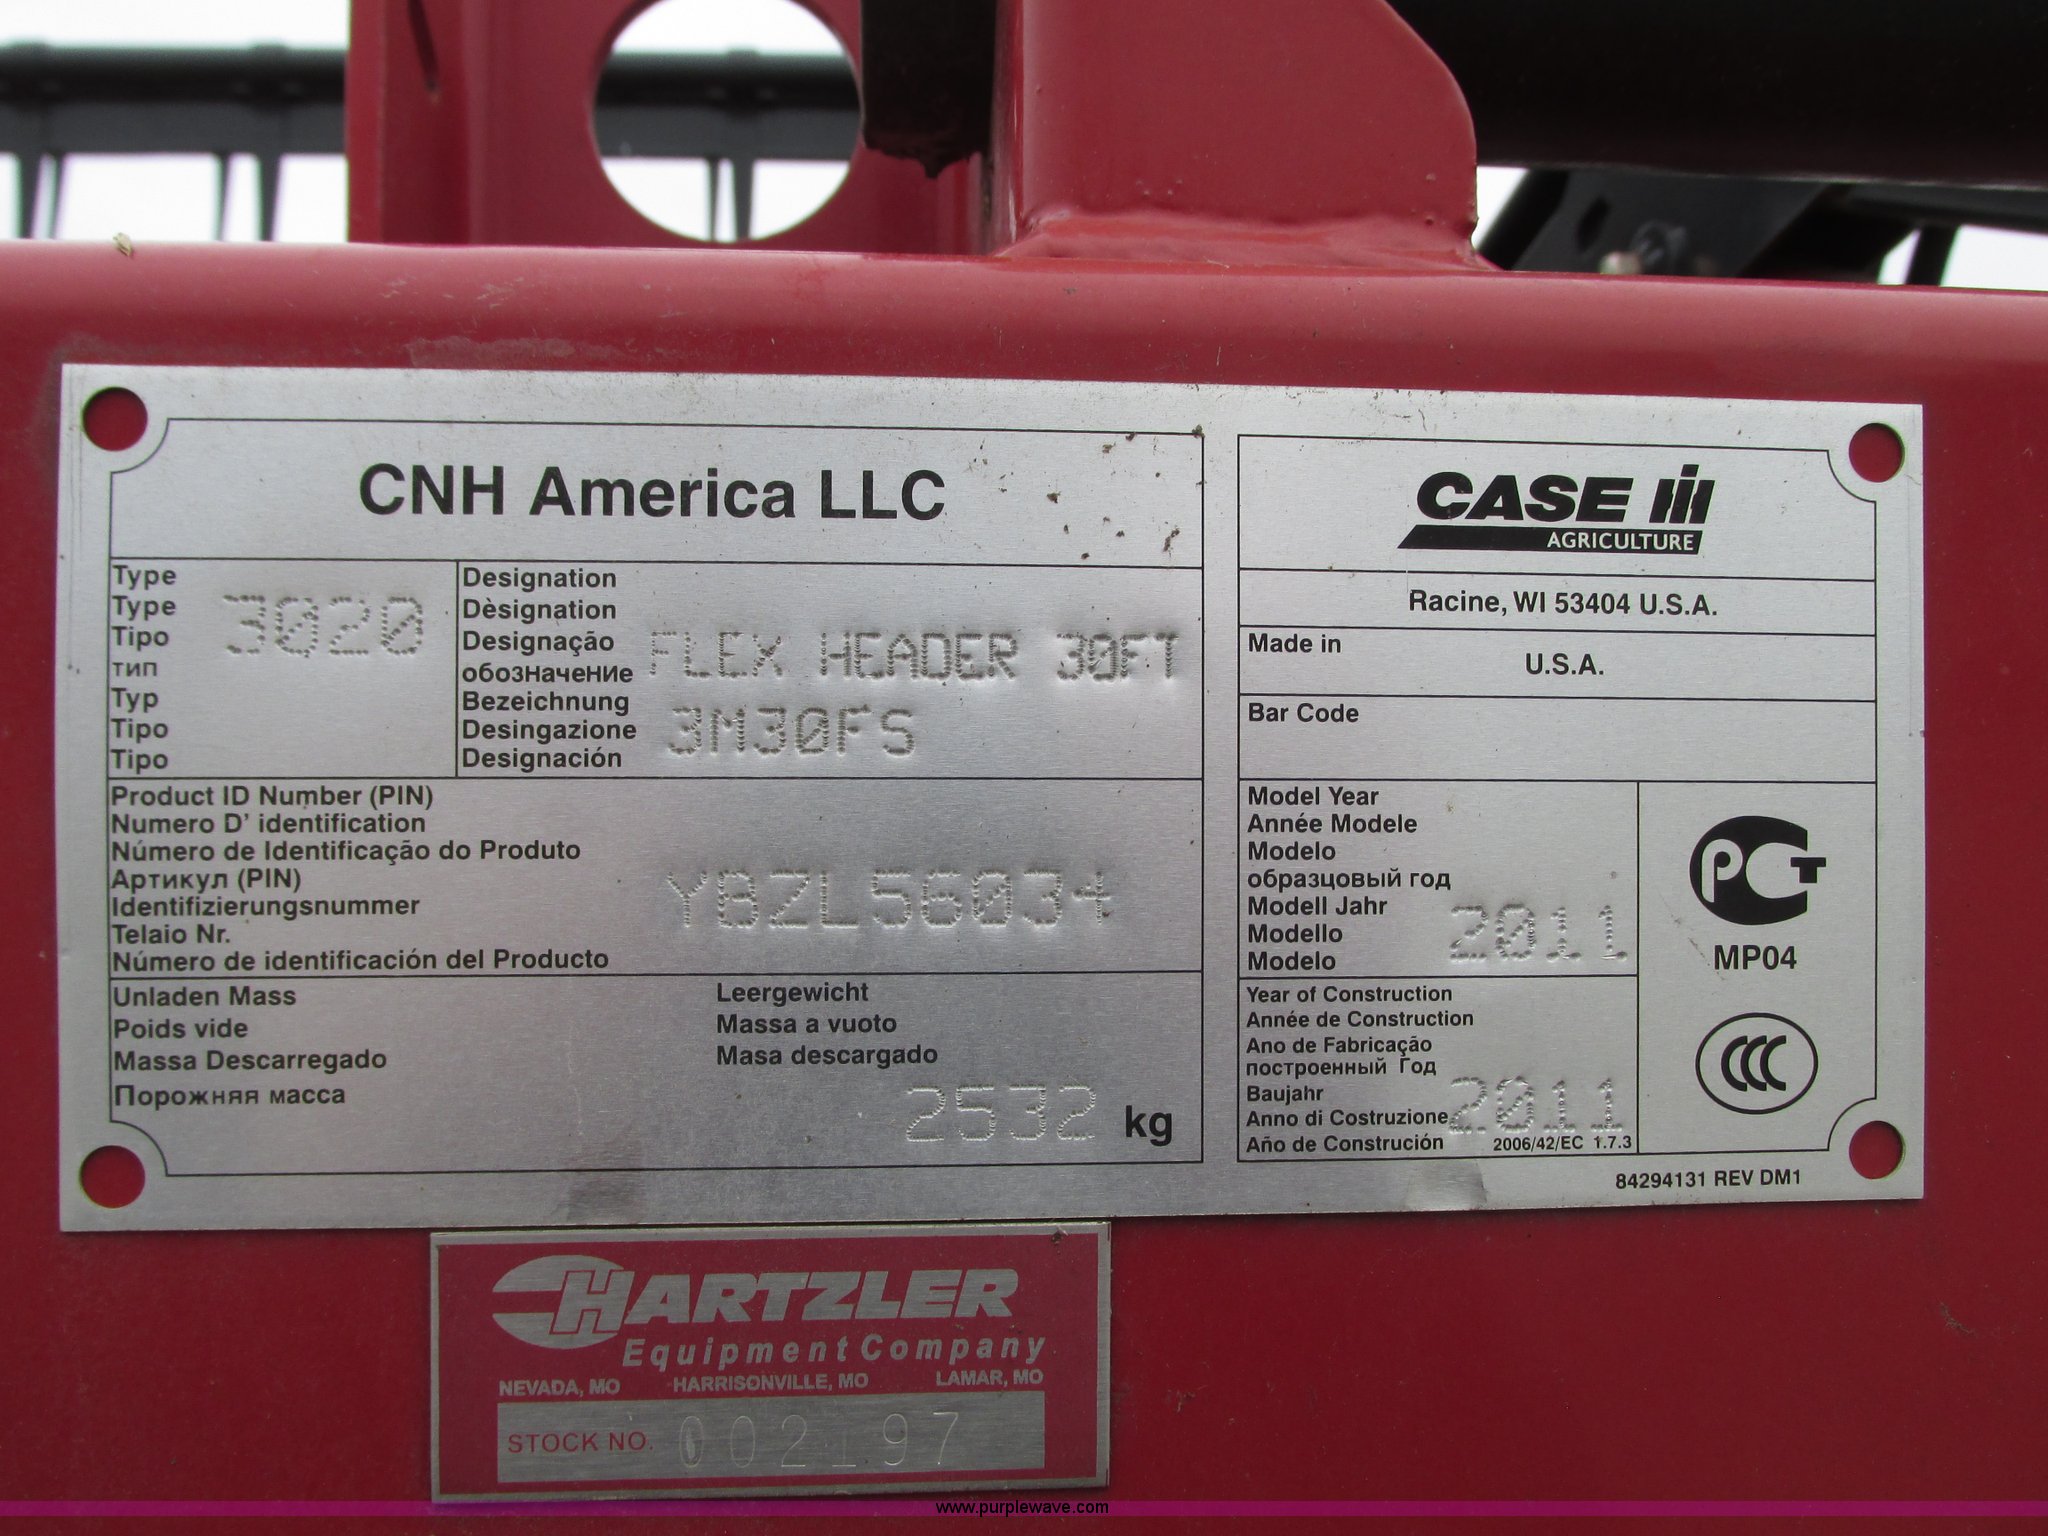 CNH America LLC
Type
Type
Tipo
тип
Typ
Tipo
Tipo
3020
Designation
Dèsignation
Designação
обозначение
Bezeichnung
Desingazione
Designación
FLEX HEADER 30FT
3M30FS
Product ID Number (PIN)
Numero D' identification
Número de Identificação do Produto
Артикул (PIN)
Identifizierungsnummer
Telaio Nr.
Número de identificación del Producto
YBZL56034
Unladen Mass
Poids vide
Massa Descarregado
Порожняя масса
Leergewicht
Massa a vuoto
Masa descargado
2532 kg
CASE IH
AGRICULTURE
Racine, WI 53404 U.S.A.
Made in
U.S.A.
Bar Code
Model Year
Année Modele
Modelo
образцовый год
Modell Jahr
Modello
Modelo
2011
Year of Construction
Année de Construction
Ano de Fabricação
построенный Год
Baujahr
Anno di Costruzione
Año de Construción
2011
2006/42/EC 1.7.3
РСТ
MP04
CCC
84294131 REV DM1
HARTZLER
Equipment Company
NEVADA, MO HARRISONVILLE, MO LAMAR, MO
STOCK NO. 002197
www.purplewave.com